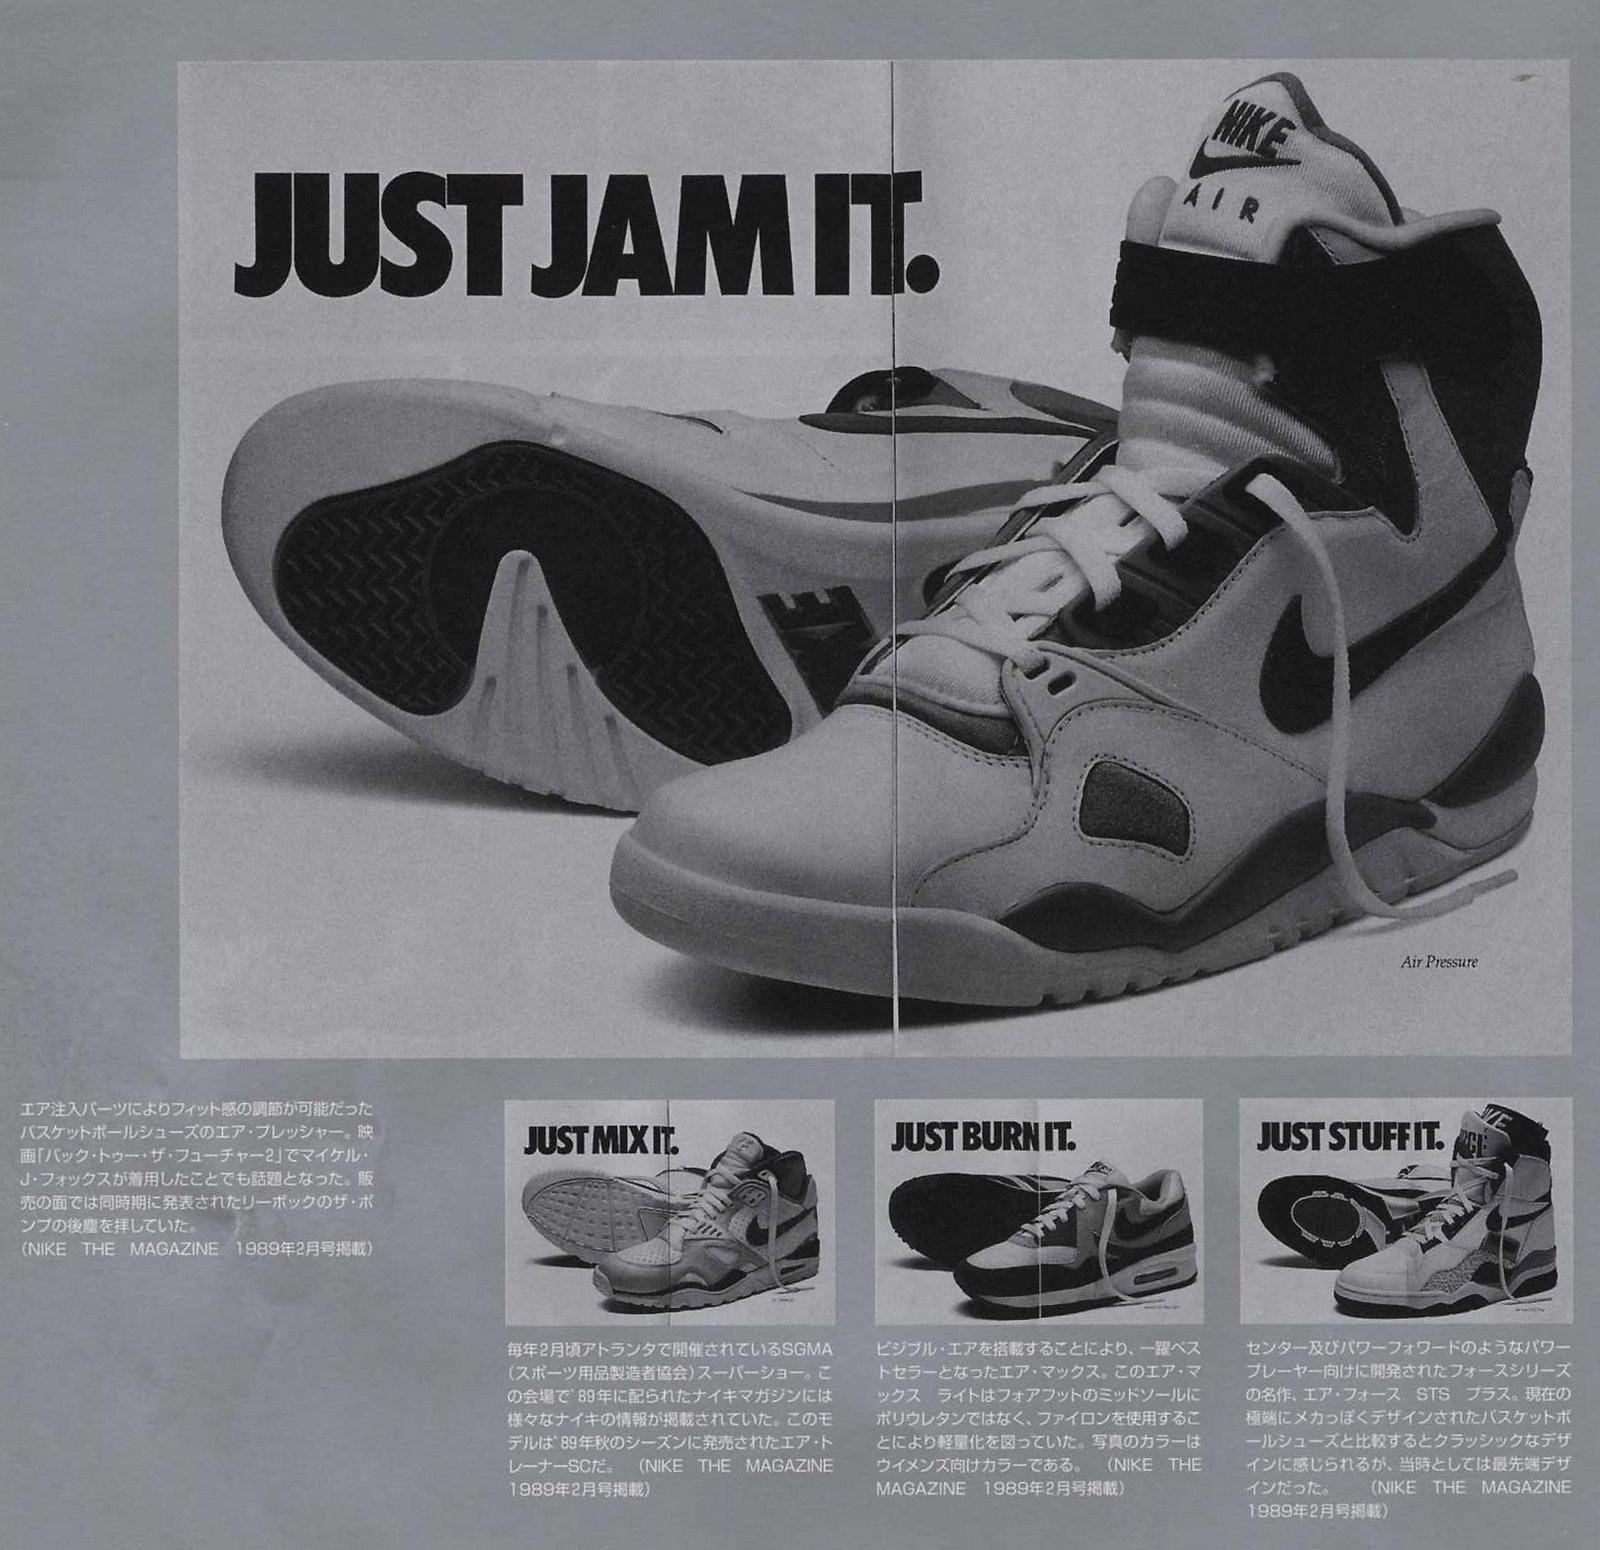 JUST JAM IT.
NIKE
AIR
Air Pressure
エア注入パーツによりフィット感の調節が可能だった
バスケットボールシューズのエア・プレッシャー。映
画「バック・トゥー・ザ・フューチャー2」でマイケル・
J・フォックスが着用したことでも話題となった。販
売の面では同時期に発表されたリーボックのザ・ポ
ンプの後塵を拝していた。
（NIKE THE MAGAZINE 1989年2月号掲載）
JUST MIX IT.
毎年2月頃アトランタで開催されているSGMA
（スポーツ用品製造者協会）スーパーショー。こ
の会場で'89年に配られたナイキマガジンには
様々なナイキの情報が掲載されていた。このモ
デルは'89年秋のシーズンに発売されたエア・ト
レーナーSCだ。（NIKE THE MAGAZINE
1989年2月号掲載）
JUST BURN IT.
ビジブル・エアを搭載することにより、一躍ベス
トセラーとなったエア・マックス。このエア・マ
ックス ライトはフォアフットのミッドソールに
ポリウレタンではなく、ファイロンを使用するこ
とにより軽量化を図っていた。写真のカラーは
ウイメンズ向けカラーである。（NIKE THE
MAGAZINE 1989年2月号掲載）
JUST STUFF IT.
センター及びパワーフォワードのようなパワー
プレーヤー向けに開発されたフォースシリーズ
の名作、エア・フォース STS プラス。現在の
極端にメカっぽくデザインされたバスケットボ
ールシューズと比較するとクラッシックなデザ
インに感じられるが、当時としては最先端デザ
インだった。（NIKE THE MAGAZINE
1989年2月号掲載）